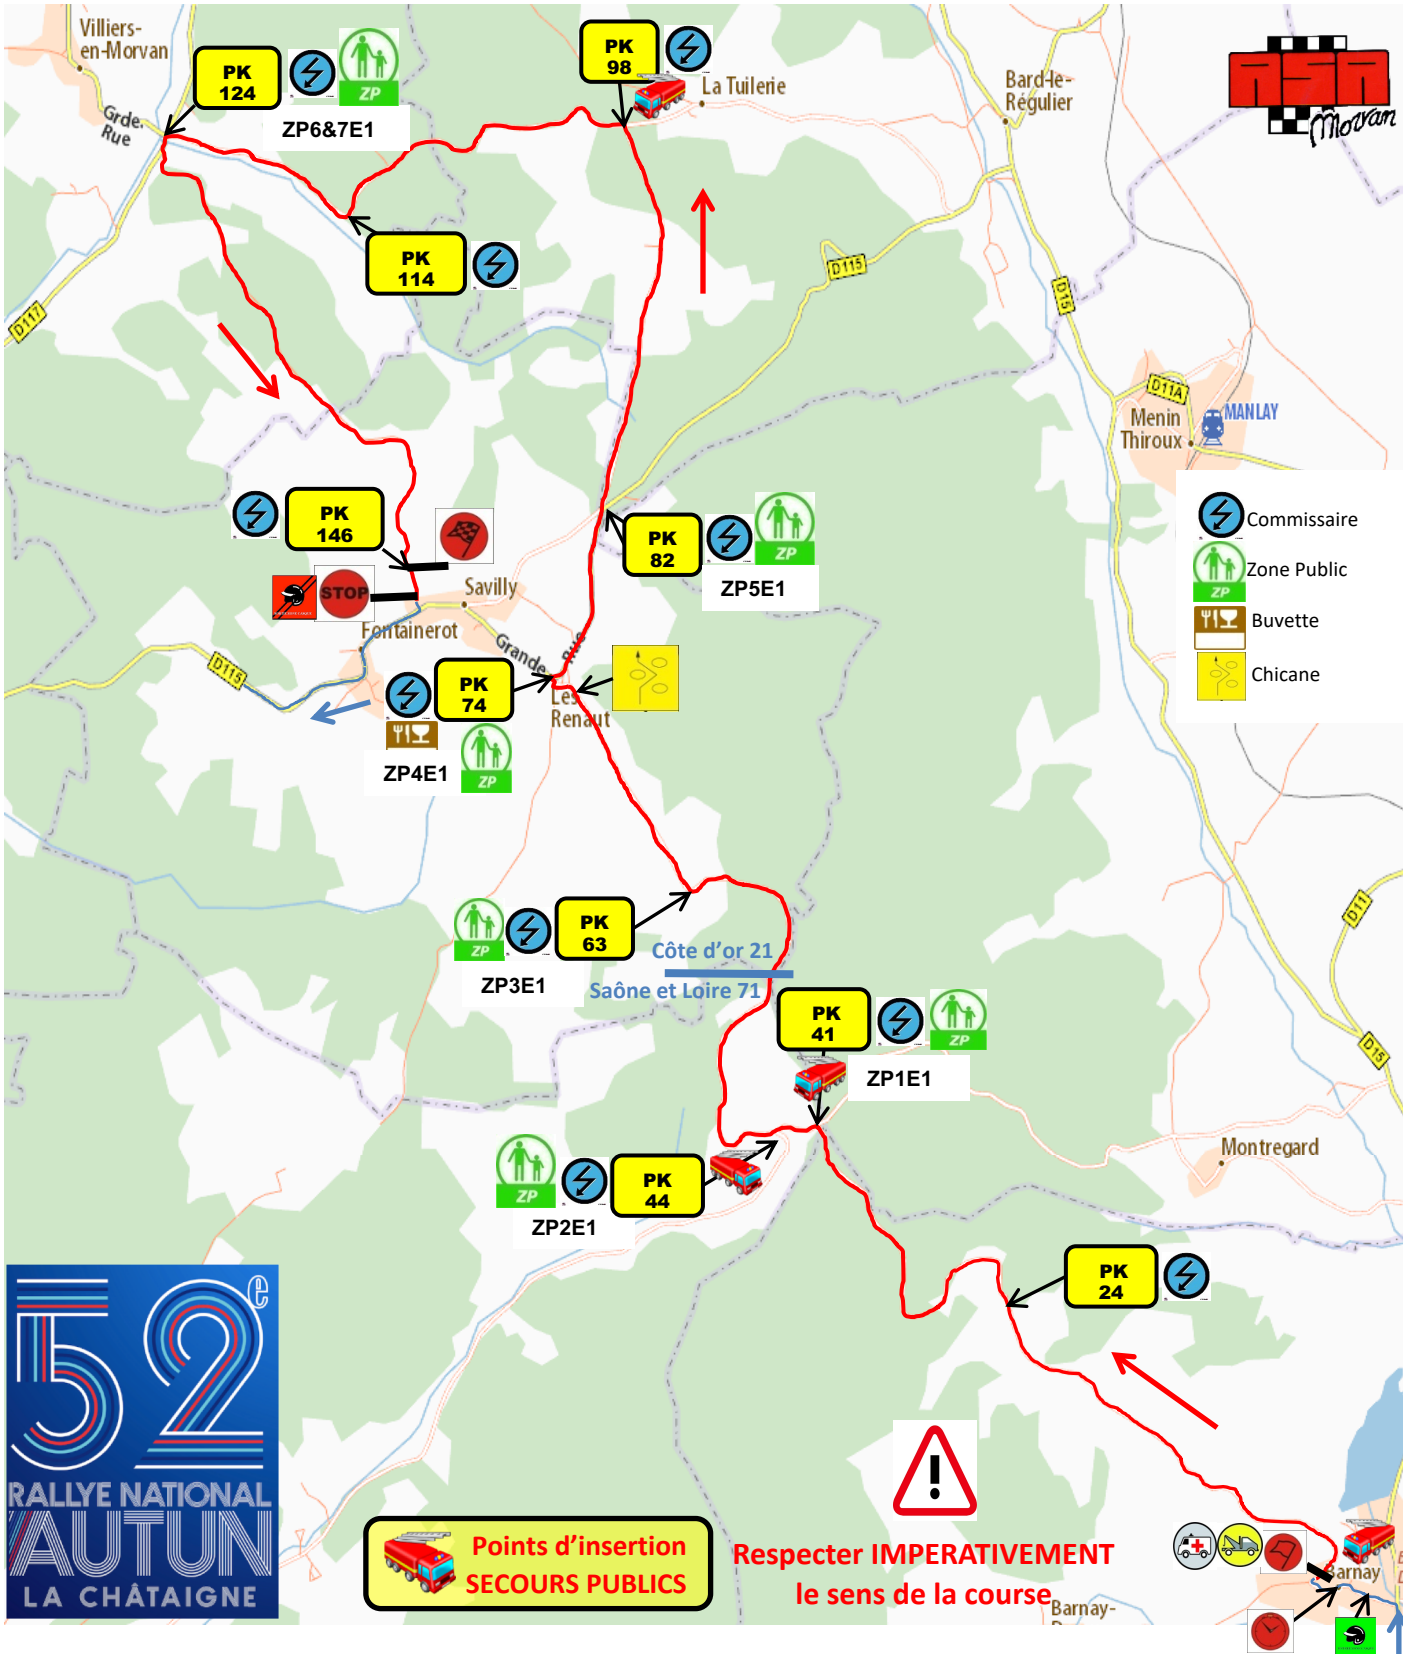 Villiers-
en-Morvan
PK
124
ZP
ZP6&7E1
Grde.
Rue
PK
98
La Tuilerie
Bard-le-
Régulier
ASA
Morvan
PK
114
D115
D15
D117
D11A
Menin
Thiroux
MANLAY
PK
146
STOP
Savilly
Fontainerot
Grande
Rue
PK
82
ZP
ZP5E1
Commissaire
ZP
Zone Public
Buvette
Chicane
D115
PK
74
Les
Renaut
ZP4E1
ZP
ZP
PK
63
ZP3E1
Côte d'or 21
Saône et Loire 71
D11
D15
PK
41
ZP
ZP1E1
Montregard
ZP
PK
44
ZP2E1
PK
24
52e
RALLYE NATIONAL
AUTUN
LA CHÂTAIGNE
Points d'insertion
SECOURS PUBLICS
Respecter IMPERATIVEMENT
le sens de la course
Barnay
Barnay-